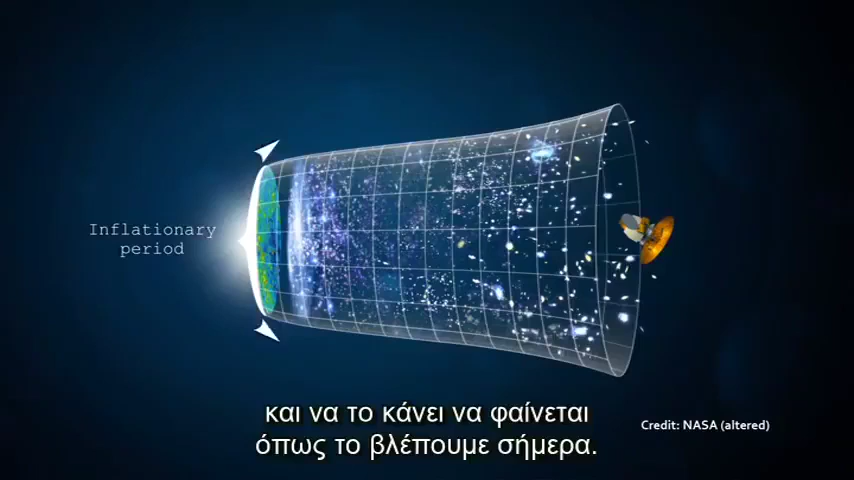 Inflationary
period
και να το κάνει να φαίνεται
όπως το βλέπουμε σήμερα.
Credit: NASA (altered)